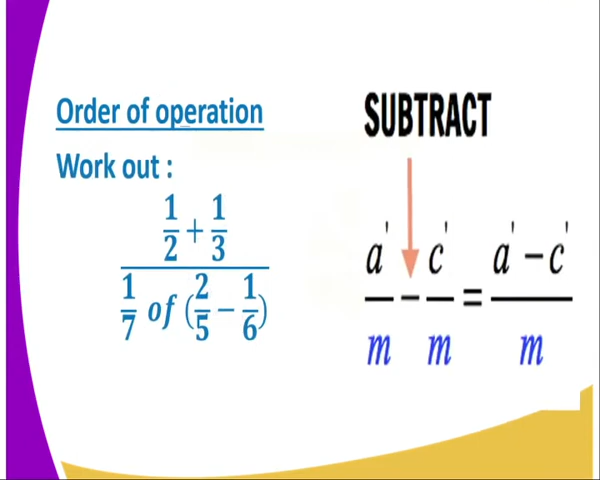 Order of operation
Work out :
1/2 + 1/3
1/7 of (2/5 − 1/6)
SUBTRACT
a'/m − c'/m = a' − c'/m